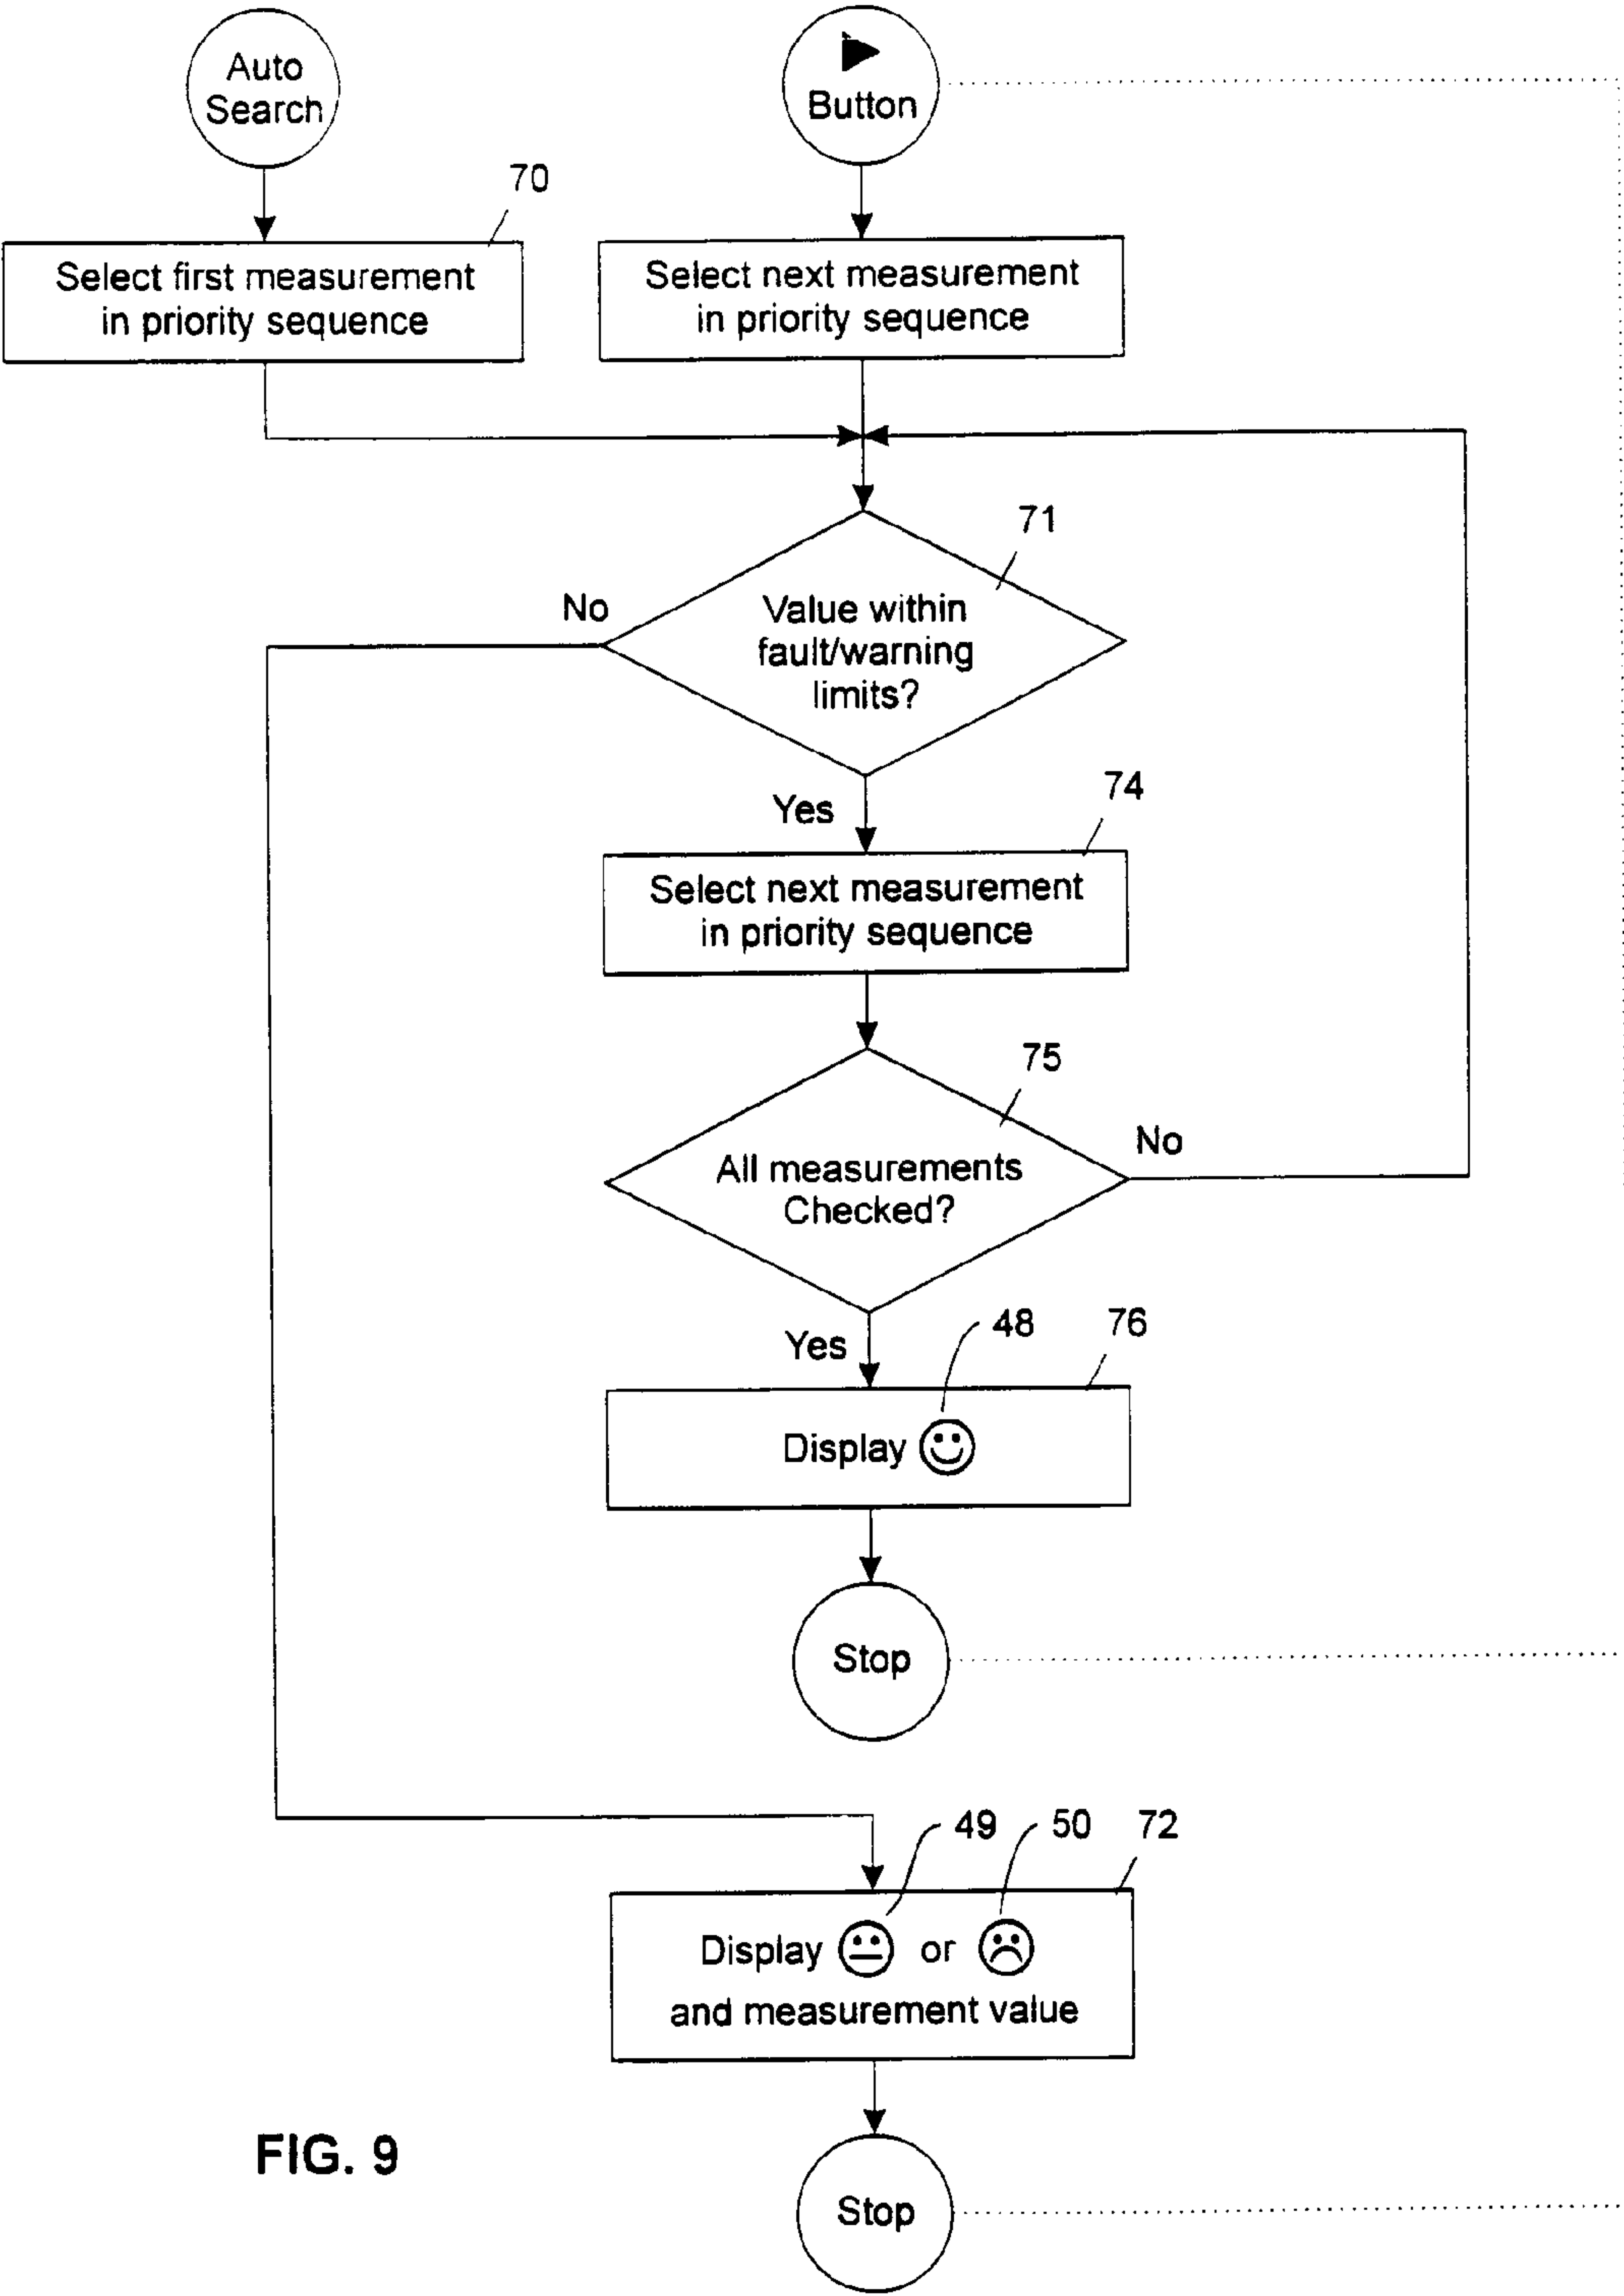 Auto
Search
Button
70
Select first measurement
in priority sequence
Select next measurement
in priority sequence
71
No
Value within
fault/warning
limits?
Yes
74
Select next measurement
in priority sequence
75
No
All measurements
Checked?
Yes
48
76
Display
Stop
49
50
72
Display or
and measurement value
Stop
FIG. 9